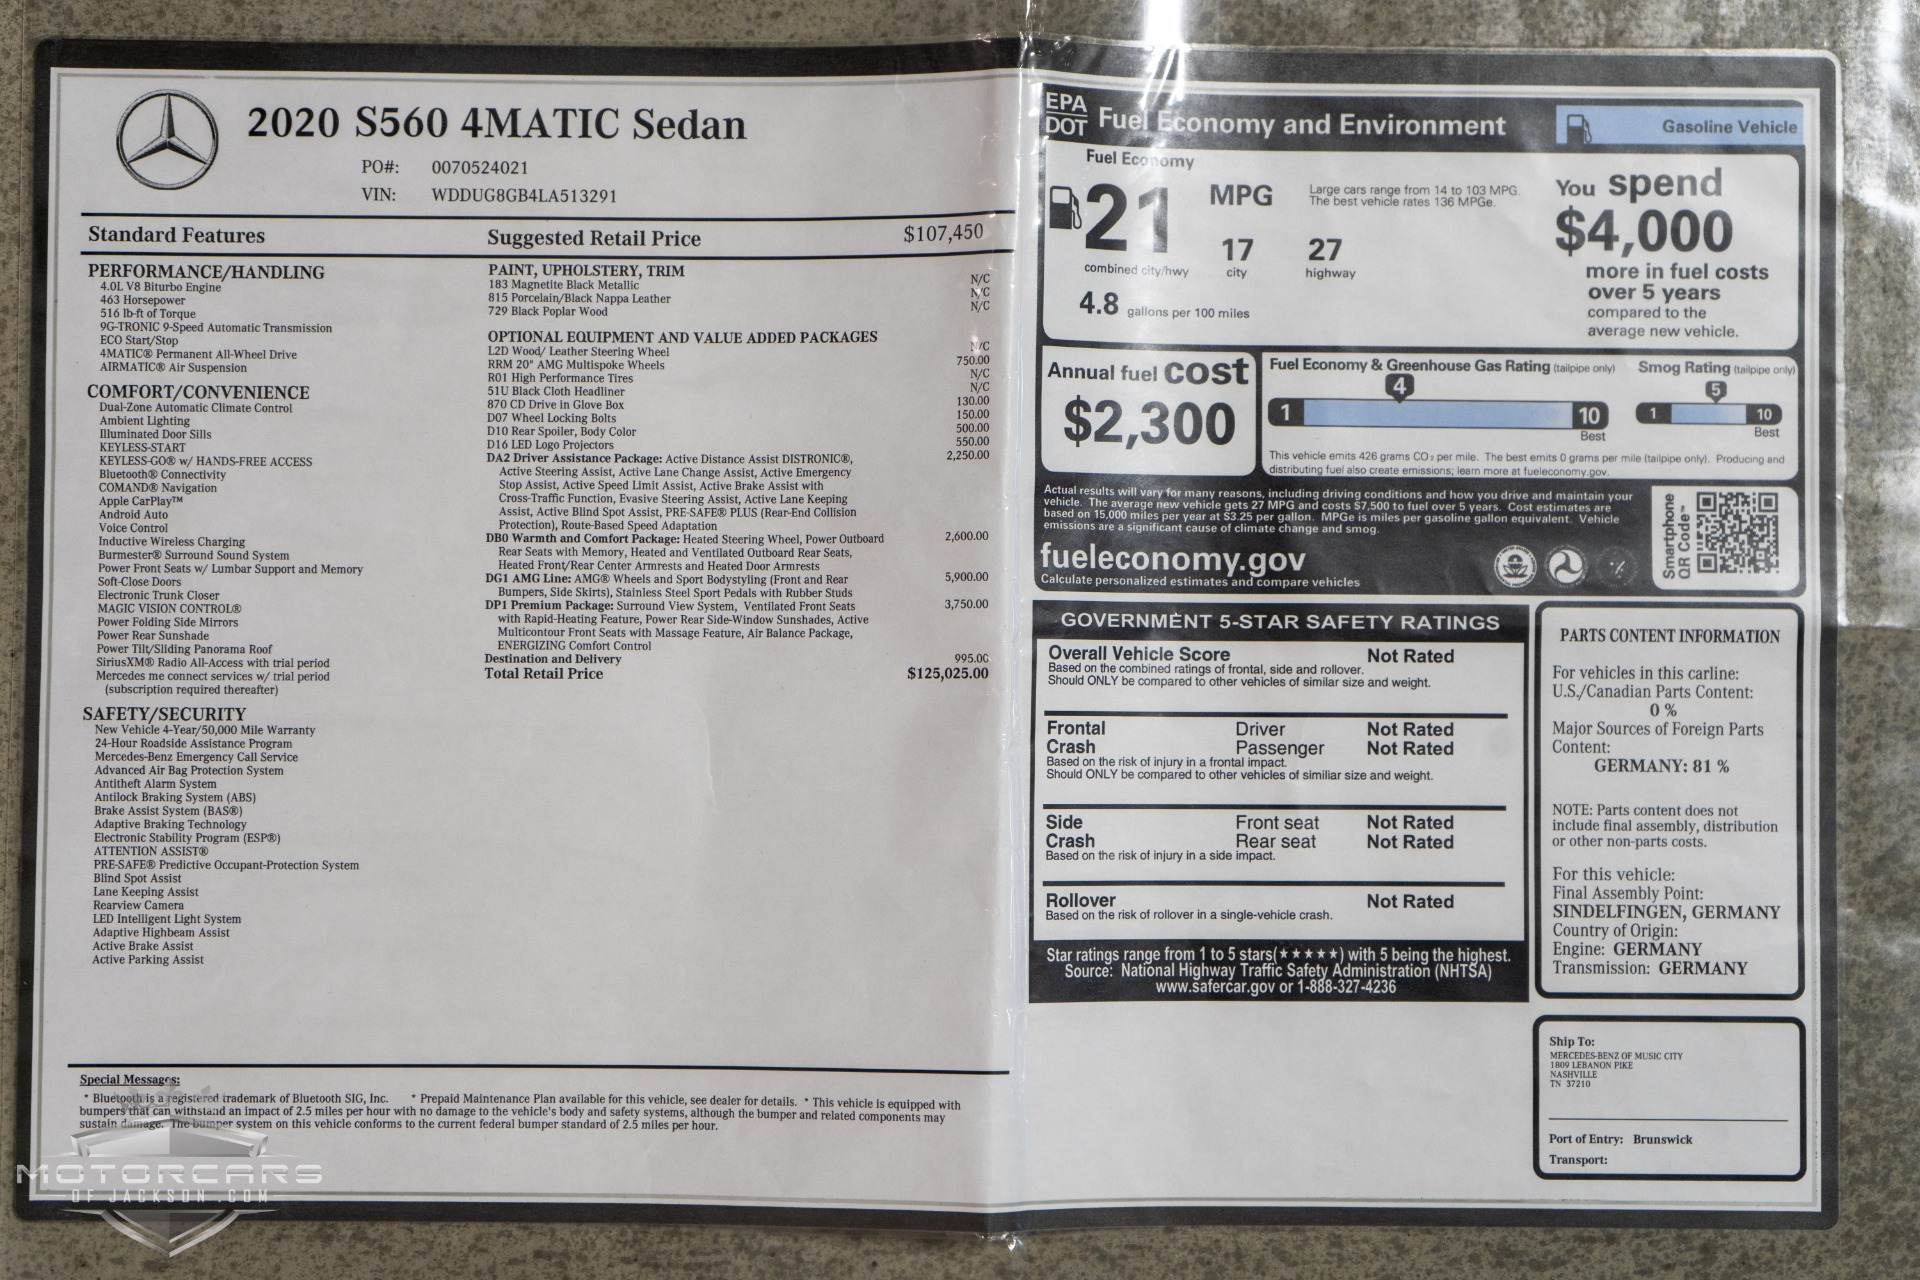 2020 S560 4MATIC Sedan
PO#: 0070524021
VIN: WDDUG8GB4LA513291
Standard Features
PERFORMANCE/HANDLING
4.0L V8 Biturbo Engine
463 Horsepower
516 lb-ft of Torque
9G-TRONIC 9-Speed Automatic Transmission
ECO Start/Stop
4MATIC® Permanent All-Wheel Drive
AIRMATIC® Air Suspension
COMFORT/CONVENIENCE
Dual-Zone Automatic Climate Control
Ambient Lighting
Illuminated Door Sills
KEYLESS-START
KEYLESS-GO® w/ HANDS-FREE ACCESS
Bluetooth® Connectivity
COMAND® Navigation
Apple CarPlay™
Android Auto
Voice Control
Inductive Wireless Charging
Burmester® Surround Sound System
Power Front Seats w/ Lumbar Support and Memory
Soft-Close Doors
Electronic Trunk Closer
MAGIC VISION CONTROL®
Power Folding Side Mirrors
Power Rear Sunshade
Power Tilt/Sliding Panorama Roof
SiriusXM® Radio All-Access with trial period
Mercedes me connect services w/ trial period
(subscription required thereafter)
SAFETY/SECURITY
New Vehicle 4-Year/50,000 Mile Warranty
24-Hour Roadside Assistance Program
Mercedes-Benz Emergency Call Service
Advanced Air Bag Protection System
Antitheft Alarm System
Antilock Braking System (ABS)
Brake Assist System (BAS®)
Adaptive Braking Technology
Electronic Stability Program (ESP®)
ATTENTION ASSIST®
PRE-SAFE® Predictive Occupant-Protection System
Blind Spot Assist
Lane Keeping Assist
Rearview Camera
LED Intelligent Light System
Adaptive Highbeam Assist
Active Brake Assist
Active Parking Assist
Suggested Retail Price $107,450
PAINT, UPHOLSTERY, TRIM
183 Magnetite Black Metallic N/C
815 Porcelain/Black Nappa Leather N/C
729 Black Poplar Wood N/C
OPTIONAL EQUIPMENT AND VALUE ADDED PACKAGES
L2D Wood/ Leather Steering Wheel N/C
RRM 20" AMG Multispoke Wheels 750.00
R01 High Performance Tires N/C
51U Black Cloth Headliner N/C
870 CD Drive in Glove Box 130.00
D07 Wheel Locking Bolts 150.00
D10 Rear Spoiler, Body Color 500.00
D16 LED Logo Projectors 550.00
DA2 Driver Assistance Package: Active Distance Assist DISTRONIC®, 2,250.00
Active Steering Assist, Active Lane Change Assist, Active Emergency
Stop Assist, Active Speed Limit Assist, Active Brake Assist with
Cross-Traffic Function, Evasive Steering Assist, Active Lane Keeping
Assist, Active Blind Spot Assist, PRE-SAFE® PLUS (Rear-End Collision
Protection), Route-Based Speed Adaptation
DB0 Warmth and Comfort Package: Heated Steering Wheel, Power Outboard 2,600.00
Rear Seats with Memory, Heated and Ventilated Outboard Rear Seats,
Heated Front/Rear Center Armrests and Heated Door Armrests
DG1 AMG Line: AMG® Wheels and Sport Bodystyling (Front and Rear 5,900.00
Bumpers, Side Skirts), Stainless Steel Sport Pedals with Rubber Studs
DP1 Premium Package: Surround View System, Ventilated Front Seats 3,750.00
with Rapid-Heating Feature, Power Rear Side-Window Sunshades, Active
Multicontour Front Seats with Massage Feature, Air Balance Package,
ENERGIZING Comfort Control
Destination and Delivery 995.00
Total Retail Price $125,025.00
Special Messages:
* Bluetooth is a registered trademark of Bluetooth SIG, Inc. * Prepaid Maintenance Plan available for this vehicle, see dealer for details. * This vehicle is equipped with
bumpers that can withstand an impact of 2.5 miles per hour with no damage to the vehicle's body and safety systems, although the bumper and related components may
sustain damage. The bumper system on this vehicle conforms to the current federal bumper standard of 2.5 miles per hour.
MOTORCARS
OF JACKSON.COM
EPA
DOT Fuel Economy and Environment
Gasoline Vehicle
Fuel Economy
21 MPG
combined city/hwy
17 city
27 highway
4.8 gallons per 100 miles
Large cars range from 14 to 103 MPG.
The best vehicle rates 136 MPGe.
You spend
$4,000
more in fuel costs
over 5 years
compared to the
average new vehicle.
Annual fuel cost
$2,300
Fuel Economy & Greenhouse Gas Rating (tailpipe only)
4
1 10
Best
Smog Rating (tailpipe only)
5
1 10
Best
This vehicle emits 426 grams CO2 per mile. The best emits 0 grams per mile (tailpipe only). Producing and
distributing fuel also create emissions; learn more at fueleconomy.gov.
Actual results will vary for many reasons, including driving conditions and how you drive and maintain your
vehicle. The average new vehicle gets 27 MPG and costs $7,500 to fuel over 5 years. Cost estimates are
based on 15,000 miles per year at $3.25 per gallon. MPGe is miles per gasoline gallon equivalent. Vehicle
emissions are a significant cause of climate change and smog.
fueleconomy.gov
Calculate personalized estimates and compare vehicles
Smartphone
QR Code™
GOVERNMENT 5-STAR SAFETY RATINGS
Overall Vehicle Score Not Rated
Based on the combined ratings of frontal, side and rollover.
Should ONLY be compared to other vehicles of similar size and weight.
Frontal Driver Not Rated
Crash Passenger Not Rated
Based on the risk of injury in a frontal impact.
Should ONLY be compared to other vehicles of similiar size and weight.
Side Front seat Not Rated
Crash Rear seat Not Rated
Based on the risk of injury in a side impact.
Rollover Not Rated
Based on the risk of rollover in a single-vehicle crash.
Star ratings range from 1 to 5 stars(★★★★★) with 5 being the highest.
Source: National Highway Traffic Safety Administration (NHTSA)
www.safercar.gov or 1-888-327-4236
PARTS CONTENT INFORMATION
For vehicles in this carline:
U.S./Canadian Parts Content:
0 %
Major Sources of Foreign Parts
Content:
GERMANY: 81 %
NOTE: Parts content does not
include final assembly, distribution
or other non-parts costs.
For this vehicle:
Final Assembly Point:
SINDELFINGEN, GERMANY
Country of Origin:
Engine: GERMANY
Transmission: GERMANY
Ship To:
MERCEDES-BENZ OF MUSIC CITY
1809 LEBANON PIKE
NASHVILLE
TN 37210
Port of Entry: Brunswick
Transport: